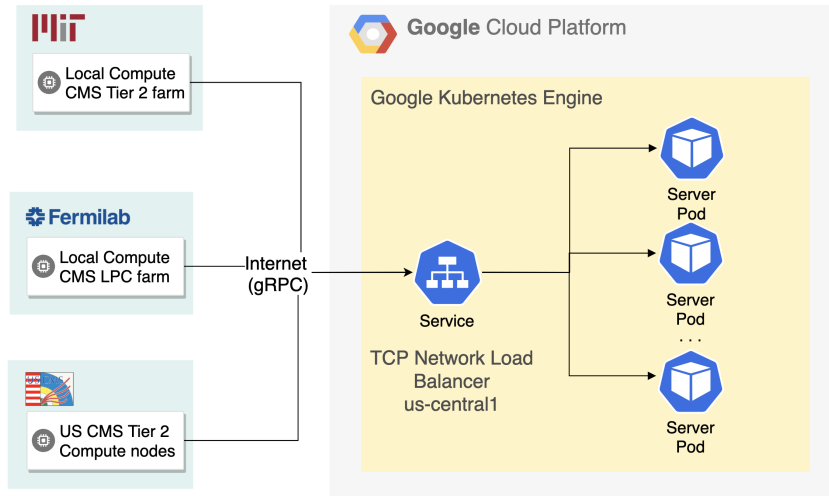 MIT
Local Compute
CMS Tier 2 farm
Fermilab
Local Compute
CMS LPC farm
US CMS Tier 2
Compute nodes
Internet
(gRPC)
Google Cloud Platform
Google Kubernetes Engine
Service
TCP Network Load
Balancer
us-central1
Server
Pod
Server
Pod
...
Server
Pod